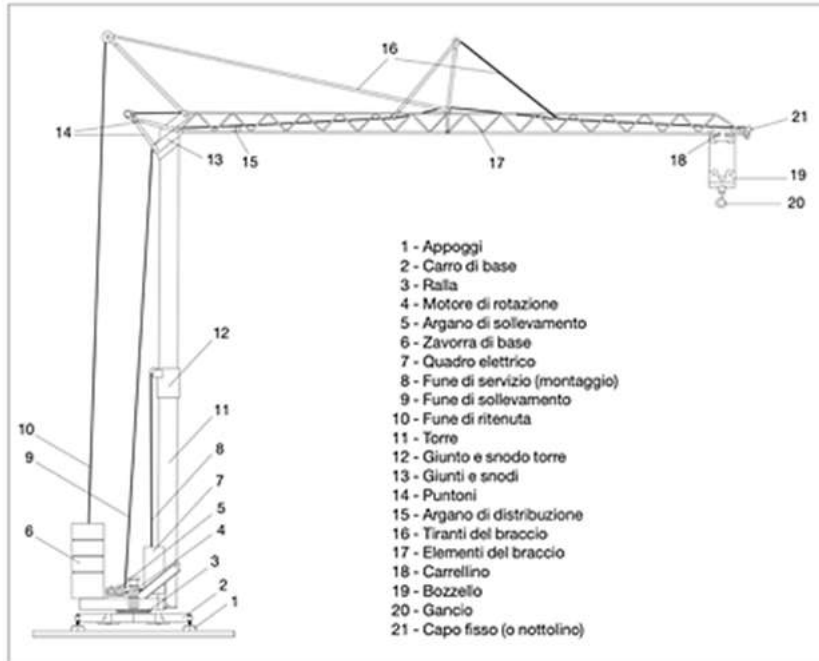 16
21
14
13
15
17
18
19
20
1 - Appoggi
2 - Carro di base
3 - Ralla
4 - Motore di rotazione
5 - Argano di sollevamento
6 - Zavorra di base
7 - Quadro elettrico
8 - Fune di servizio (montaggio)
9 - Fune di sollevamento
10 - Fune di ritenuta
11 - Torre
12 - Giunto e snodo torre
13 - Giunti e snodi
14 - Puntoni
15 - Argano di distribuzione
16 - Tiranti del braccio
17 - Elementi del braccio
18 - Carrellino
19 - Bozzello
20 - Gancio
21 - Capo fisso (o nottolino)
12
11
10
8
9
7
5
6
4
3
2
1